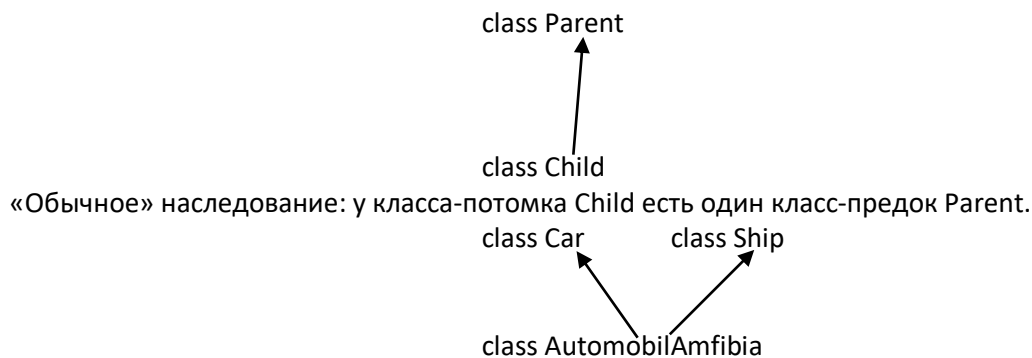 class Parent
class Child
«Обычное» наследование: у класса-потомка Child есть один класс-предок Parent.
class Car class Ship
class AutomobilAmfibia